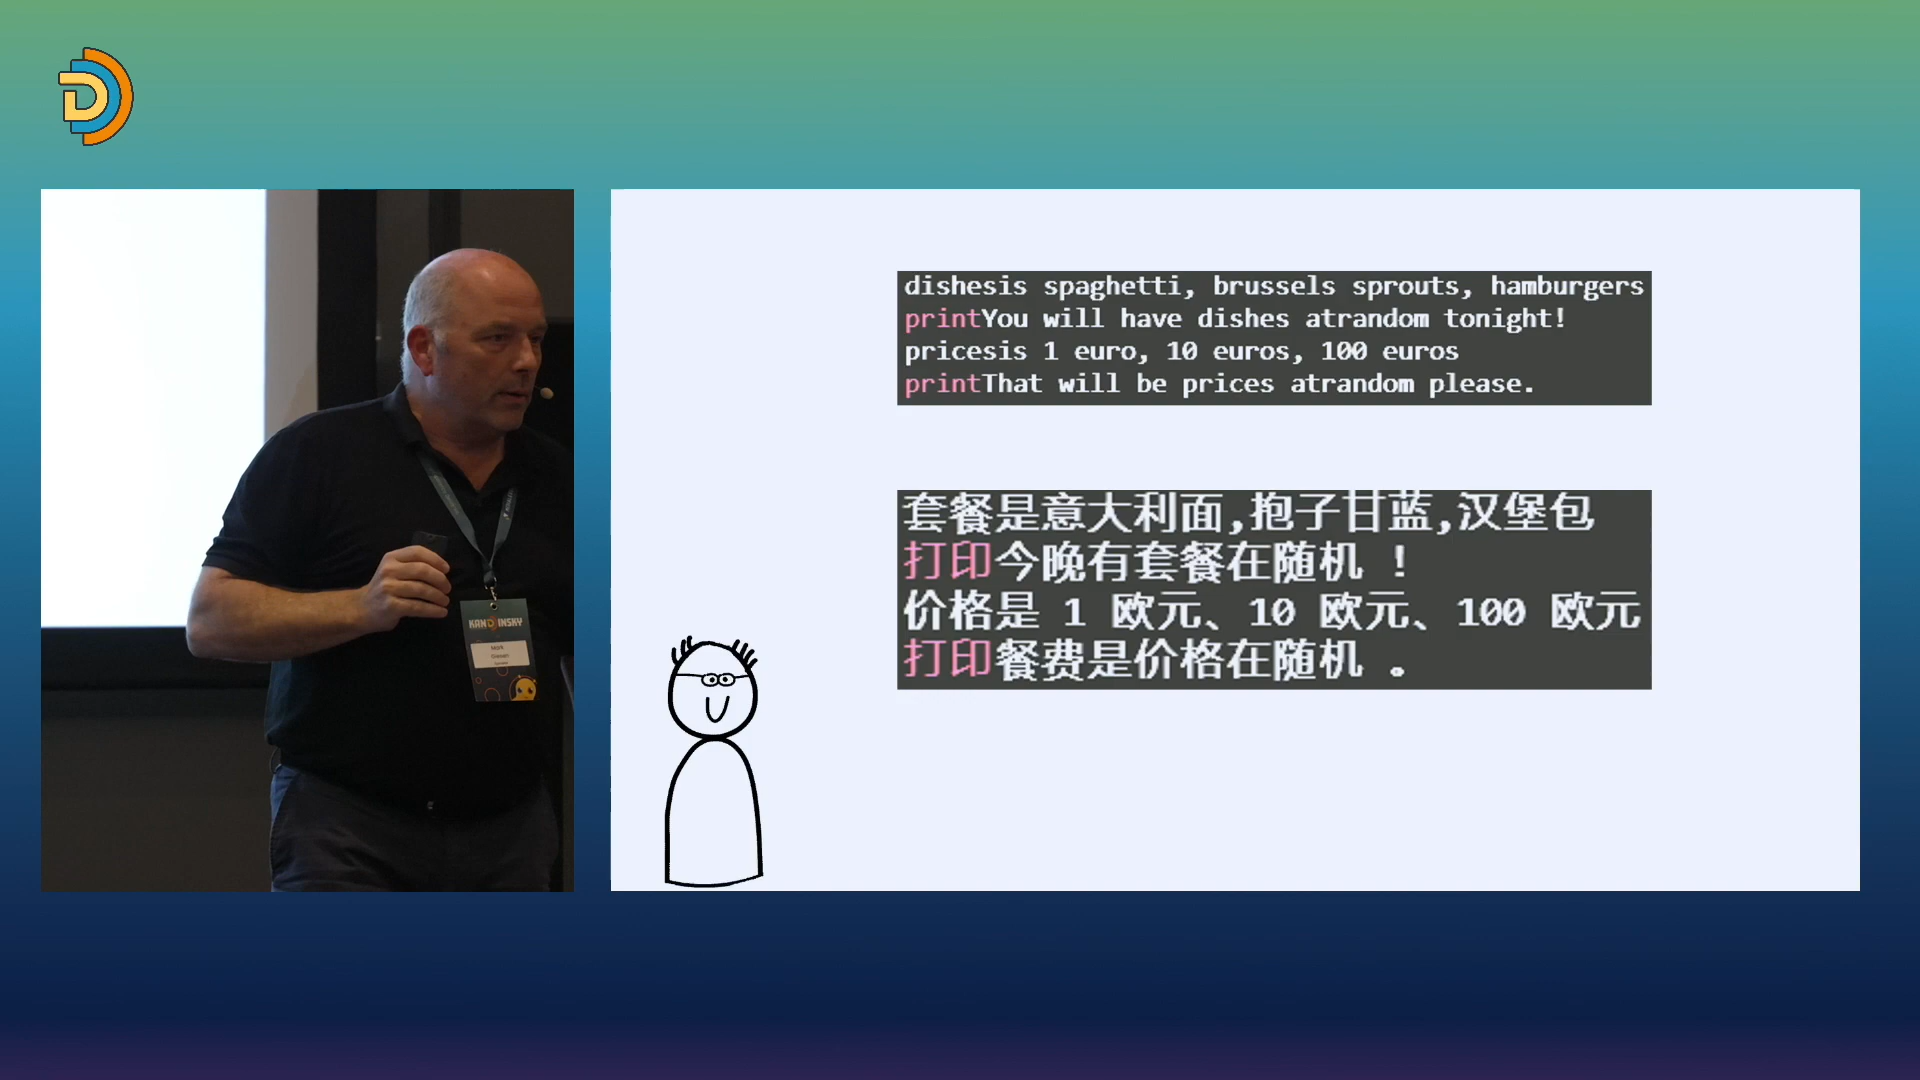 D
KANDINSKY
Mark
dishesis spaghetti, brussels sprouts, hamburgers
printYou will have dishes atrandom tonight!
pricesis 1 euro, 10 euros, 100 euros
printThat will be prices atrandom please.
套餐是意大利面,抱子甘蓝,汉堡包
打印今晚有套餐在随机 !
价格是 1 欧元、10 欧元、100 欧元
打印餐费是价格在随机 。